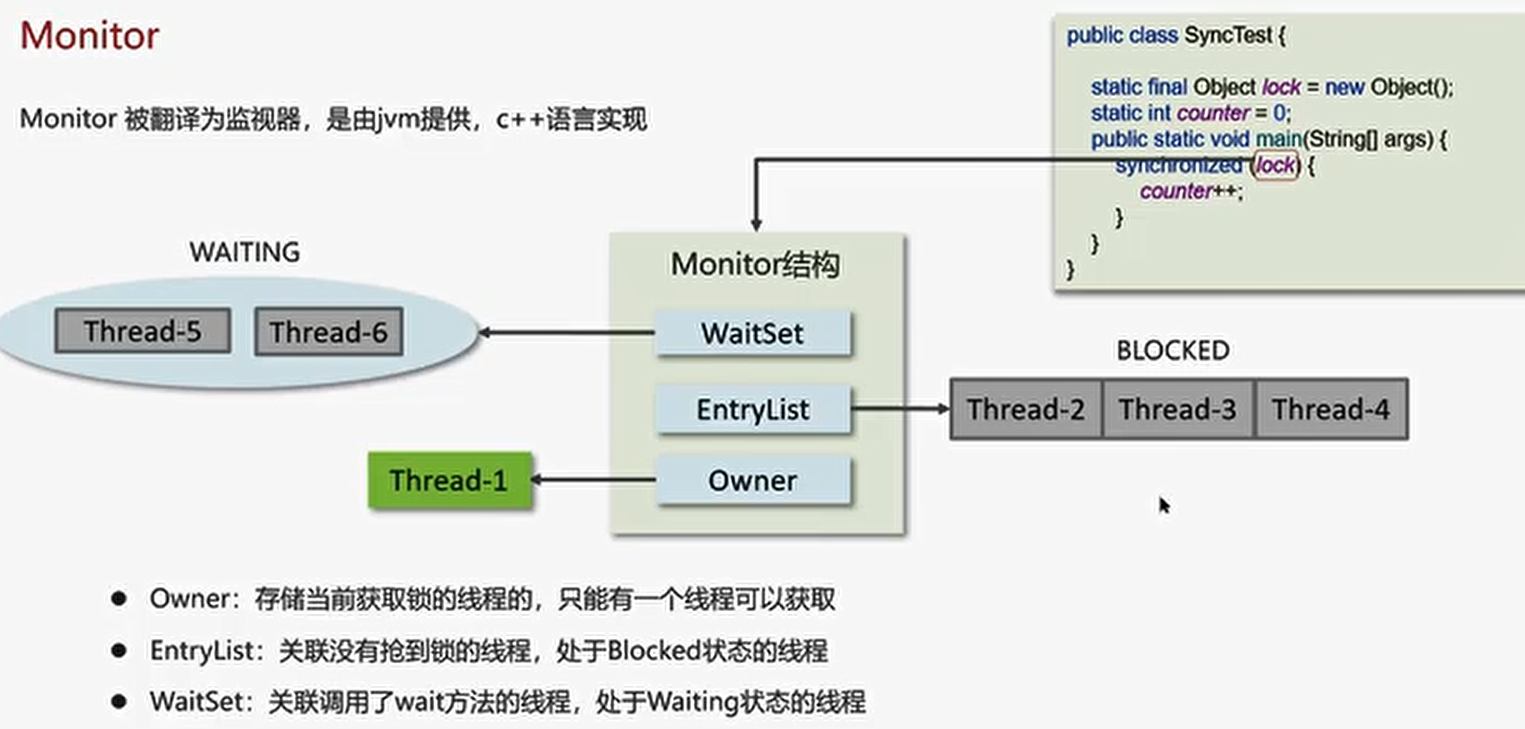 Monitor
Monitor 被翻译为监视器，是由jvm提供，c++语言实现
public class SyncTest {
static final Object lock = new Object();
static int counter = 0;
public static void main(String[] args) {
synchronized (lock) {
counter++;
}
}
}
WAITING
Thread-5
Thread-6
Monitor结构
WaitSet
EntryList
Owner
BLOCKED
Thread-2
Thread-3
Thread-4
Thread-1
● Owner：存储当前获取锁的线程的，只能有一个线程可以获取
● EntryList：关联没有抢到锁的线程，处于Blocked状态的线程
● WaitSet：关联调用了wait方法的线程，处于Waiting状态的线程